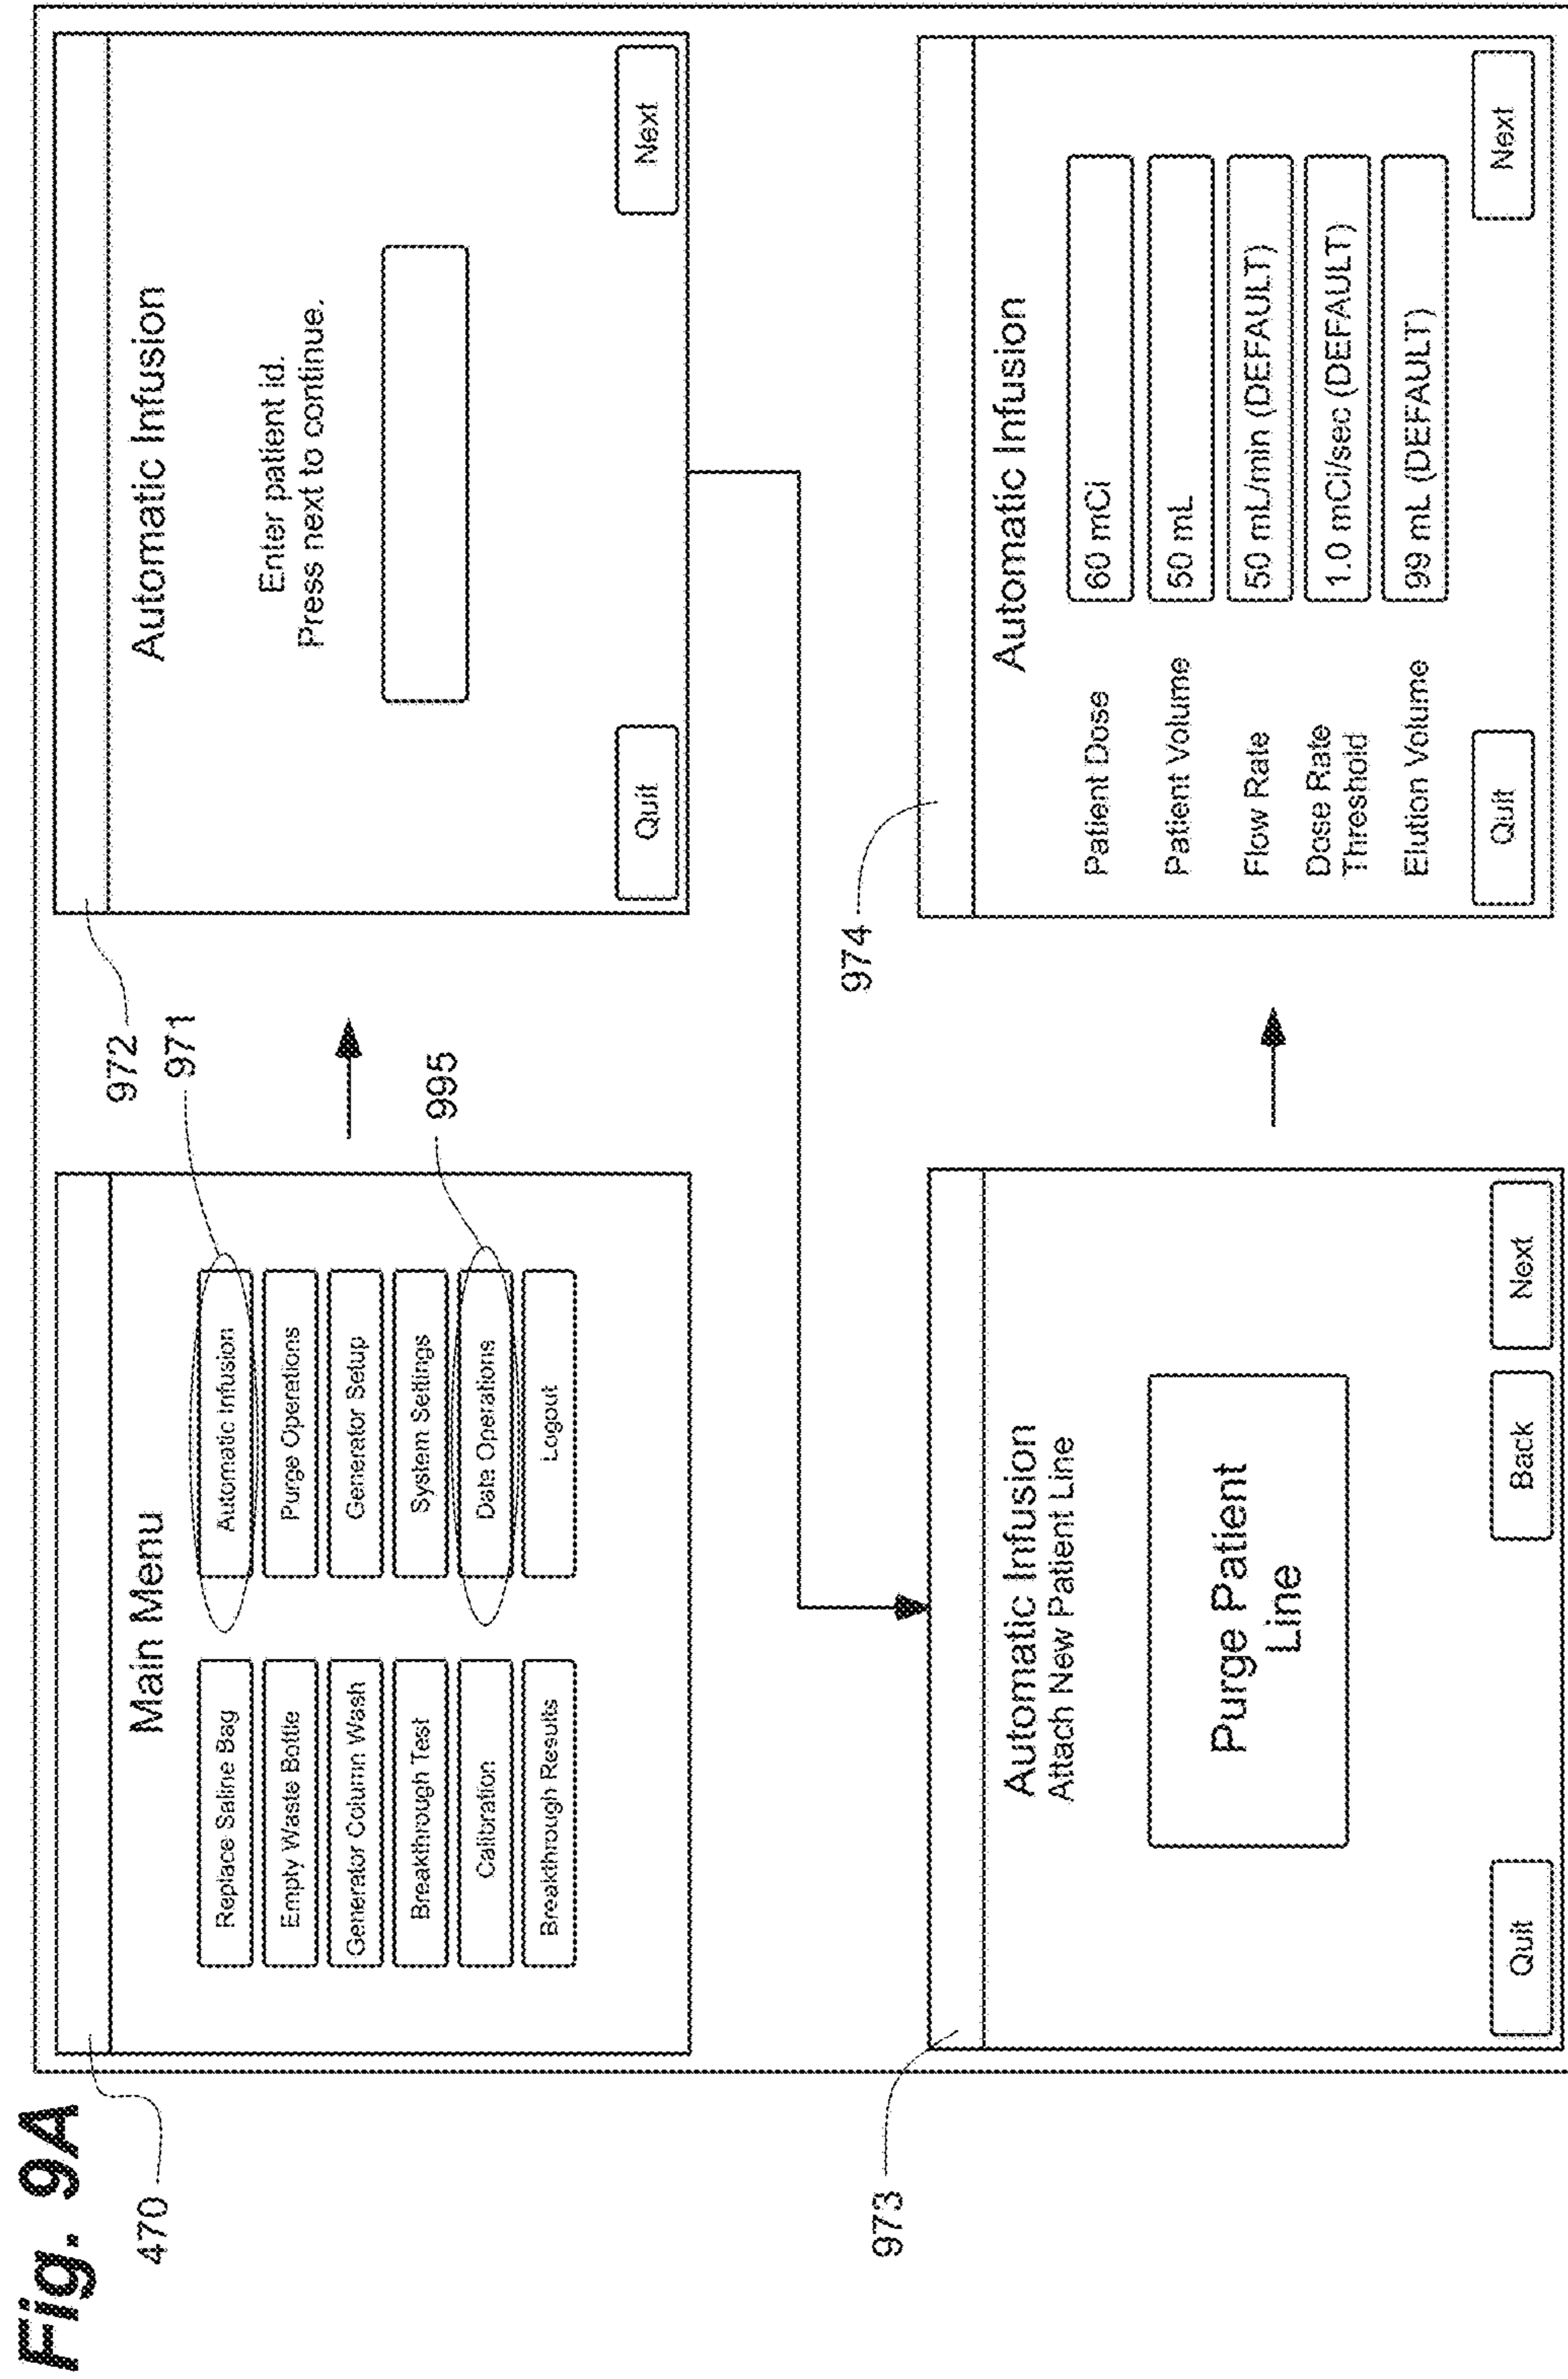 Fig. 9A
470
Main Menu
Replace Saline Bag
Automatic Infusion
Empty Waste Bottle
Purge Operations
Generator Column Wash
Generator Setup
Breakthrough Test
System Settings
Calibration
Date Operations
Breakthrough Results
Logout
972
971
995
Automatic Infusion
Enter patient id.
Press next to continue.
Quit
Next
973
Automatic Infusion
Attach New Patient Line
Purge Patient
Line
Quit
Back
Next
974
Automatic Infusion
Patient Dose
60 mCi
Patient Volume
50 mL
Flow Rate
50 mL/min (DEFAULT)
Dose Rate
Threshold
1.0 mCi/sec (DEFAULT)
Elution Volume
99 mL (DEFAULT)
Quit
Next